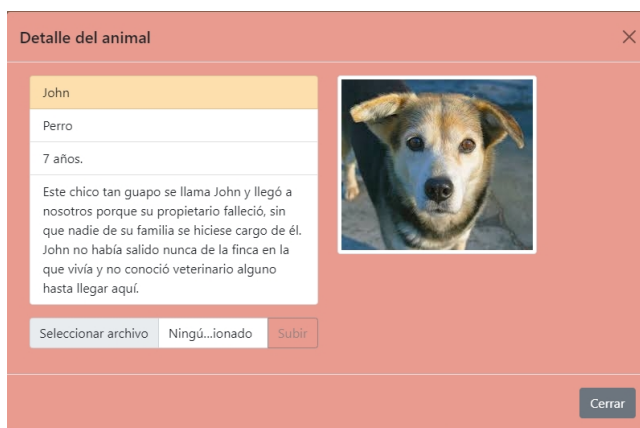 Detalle del animal
John
Perro
7 años.
Este chico tan guapo se llama John y llegó a
nosotros porque su propietario falleció, sin
que nadie de su familia se hiciese cargo de él.
John no había salido nunca de la finca en la
que vivía y no conoció veterinario alguno
hasta llegar aquí.
Seleccionar archivo Ningú...ionado Subir
Cerrar